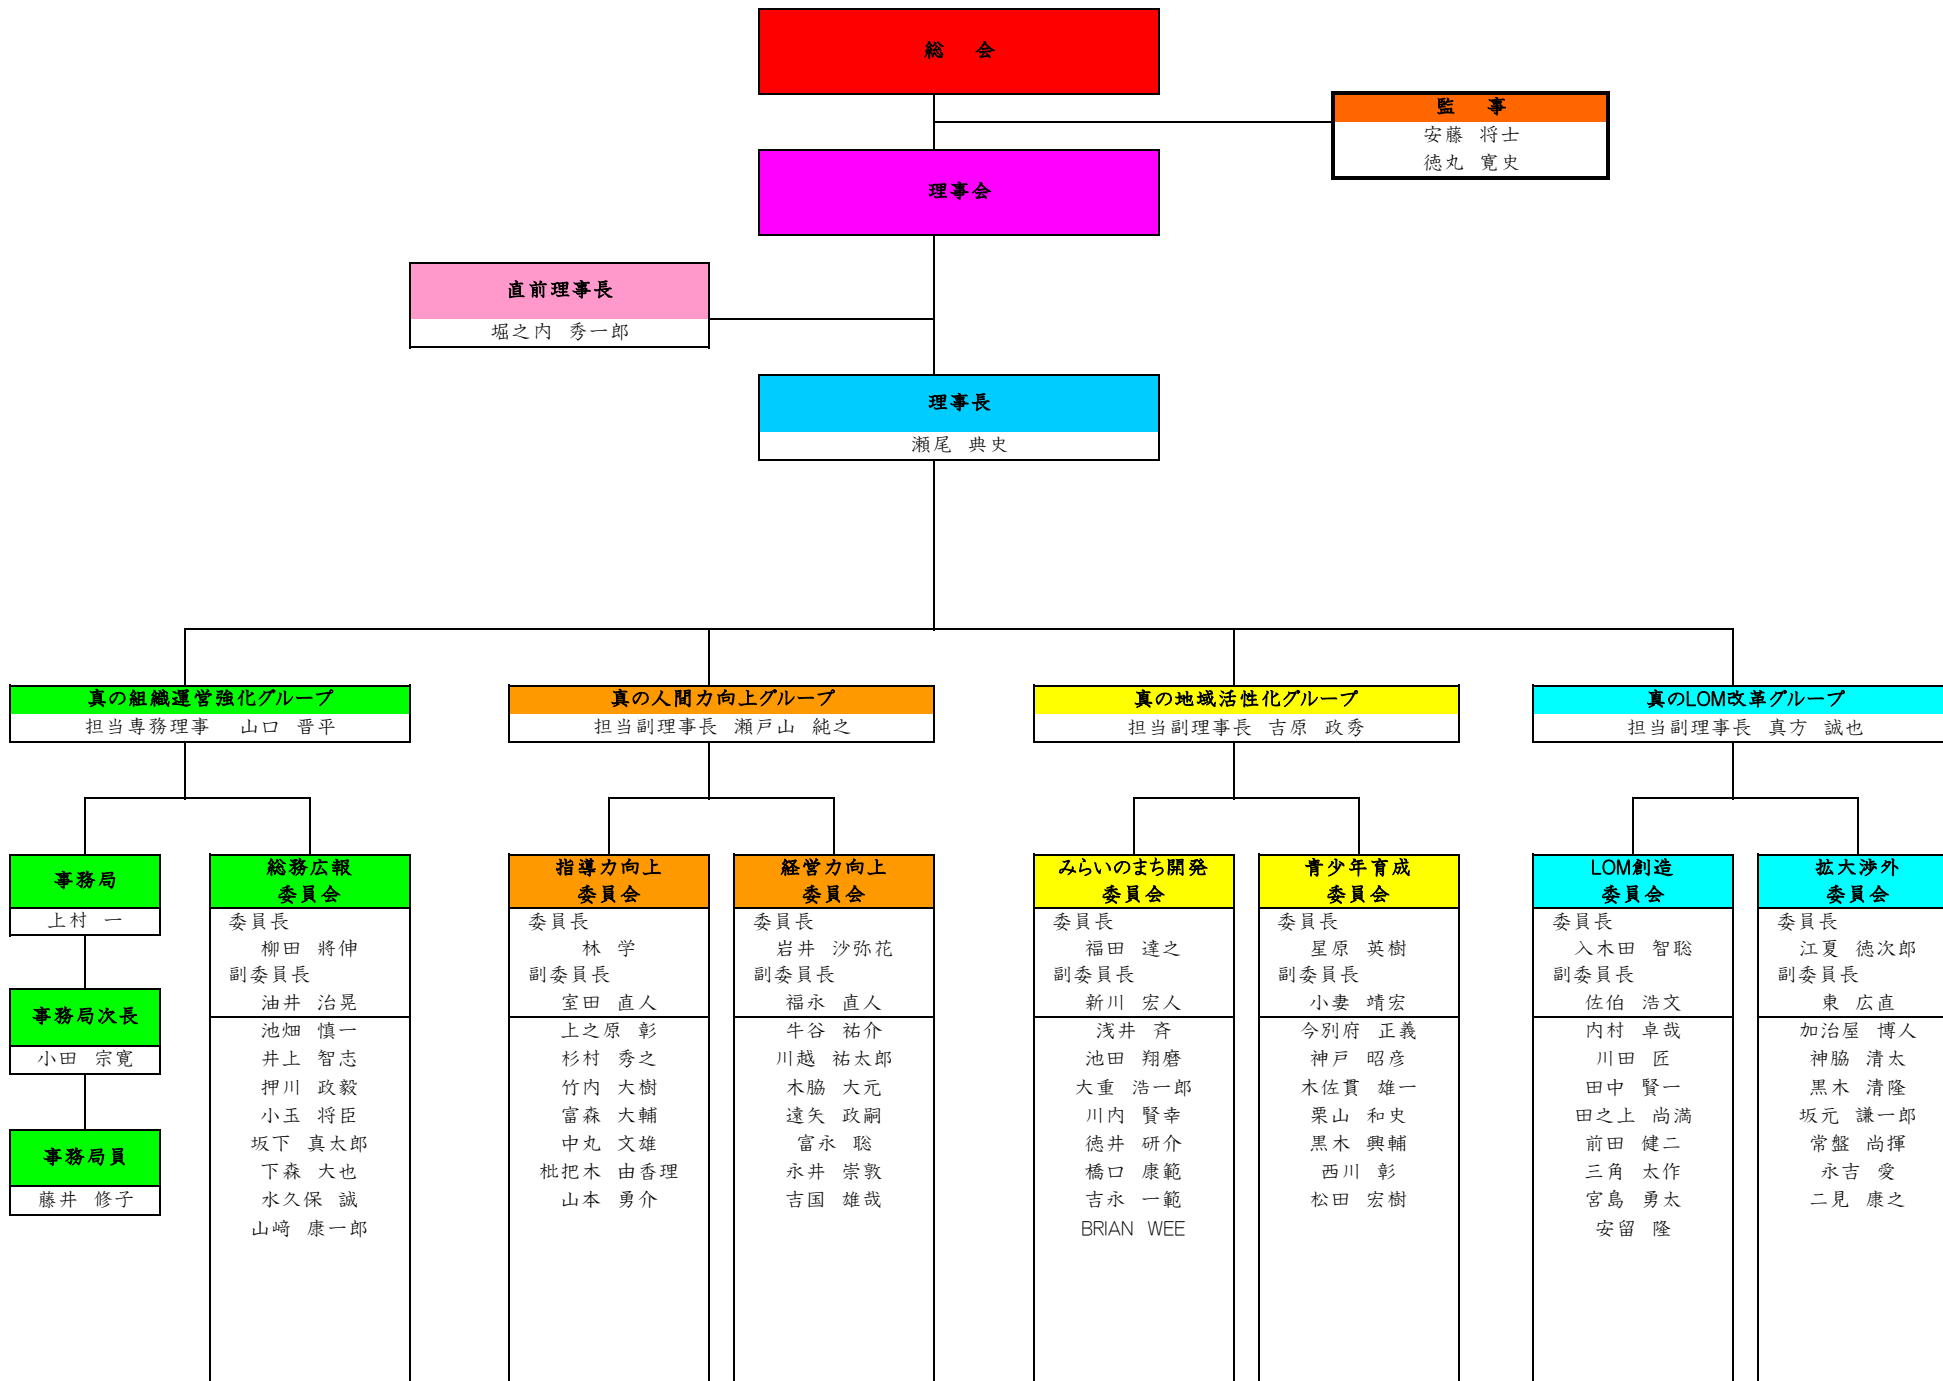 総 会
監 事
安藤 将士
徳丸 寛史
理事会
直前理事長
堀之内 秀一郎
理事長
瀬尾 典史
真の組織運営強化グループ
担当専務理事 山口 晋平
真の人間力向上グループ
担当副理事長 瀬戸山 純之
真の地域活性化グループ
担当副理事長 吉原 政秀
真のLOM改革グループ
担当副理事長 真方 誠也
事務局
上村 一
事務局次長
小田 宗寛
事務局員
藤井 修子
総務広報
委員会
委員長
柳田 將伸
副委員長
油井 治晃
池畑 慎一
井上 智志
押川 政毅
小玉 将臣
坂下 真太郎
下森 大也
水久保 誠
山﨑 康一郎
指導力向上
委員会
委員長
林 学
副委員長
室田 直人
上之原 彰
杉村 秀之
竹内 大樹
富森 大輔
中丸 文雄
枇把木 由香理
山本 勇介
経営力向上
委員会
委員長
岩井 沙弥花
副委員長
福永 直人
牛谷 祐介
川越 祐太郎
木脇 大元
遠矢 政嗣
富永 聡
永井 崇敦
吉国 雄哉
みらいのまち開発
委員会
委員長
福田 達之
副委員長
新川 宏人
浅井 斉
池田 翔磨
大重 浩一郎
川内 賢幸
徳井 研介
橋口 康範
吉永 一範
BRIAN WEE
青少年育成
委員会
委員長
星原 英樹
副委員長
小妻 靖宏
今別府 正義
神戸 昭彦
木佐貫 雄一
栗山 和史
黒木 興輔
西川 彰
松田 宏樹
LOM創造
委員会
委員長
入木田 智聡
副委員長
佐伯 浩文
内村 卓哉
川田 匠
田中 賢一
田之上 尚満
前田 健二
三角 太作
宮島 勇太
安留 隆
拡大渉外
委員会
委員長
江夏 徳次郎
副委員長
東 広直
加治屋 博人
神脇 清太
黒木 清隆
坂元 謙一郎
常盤 尚揮
永吉 愛
二見 康之